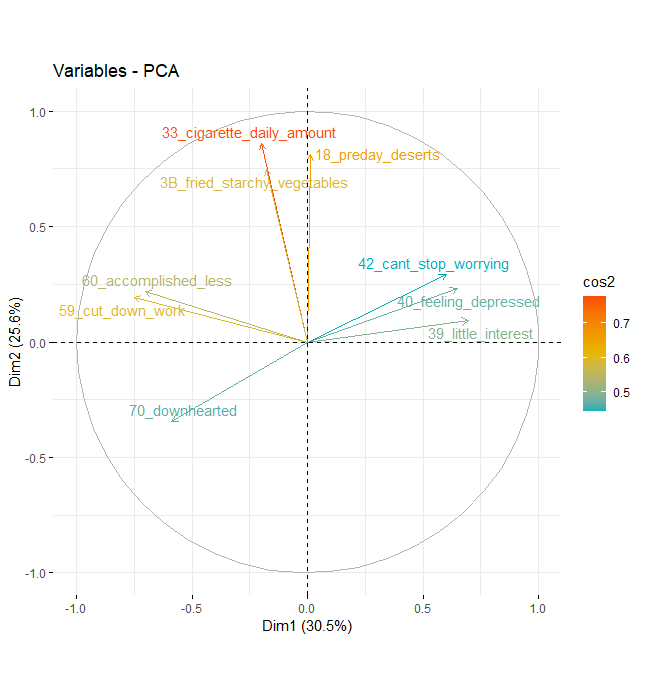 Variables - PCA
1.0
0.5
0.0
-0.5
-1.0
Dim2 (25.6%)
33_cigarette_daily_amount
18_preday_deserts
3B_fried_starchy_vegetables
42_cant_stop_worrying
60_accomplished_less
40_feeling_depressed
59_cut_down_work
39_little_interest
70_downhearted
-1.0 -0.5 0.0 0.5 1.0
Dim1 (30.5%)
cos2
0.7
0.6
0.5